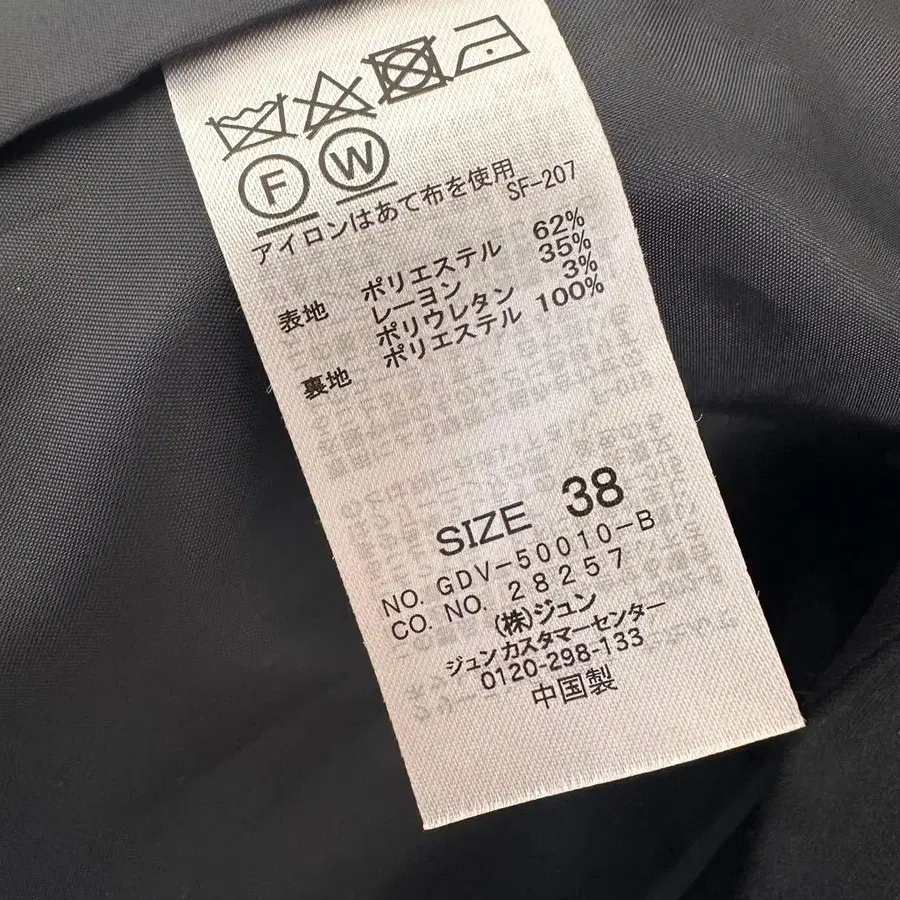 F W
アイロンはあて布を使用
SF-207
表地 ポリエステル 62%
レーヨン 35%
ポリウレタン 3%
裏地 ポリエステル 100%
SIZE 38
NO. GDV-50010-B
CO. NO. 28257
(株)ジュン
ジュンカスタマーセンター
0120-298-133
中国製